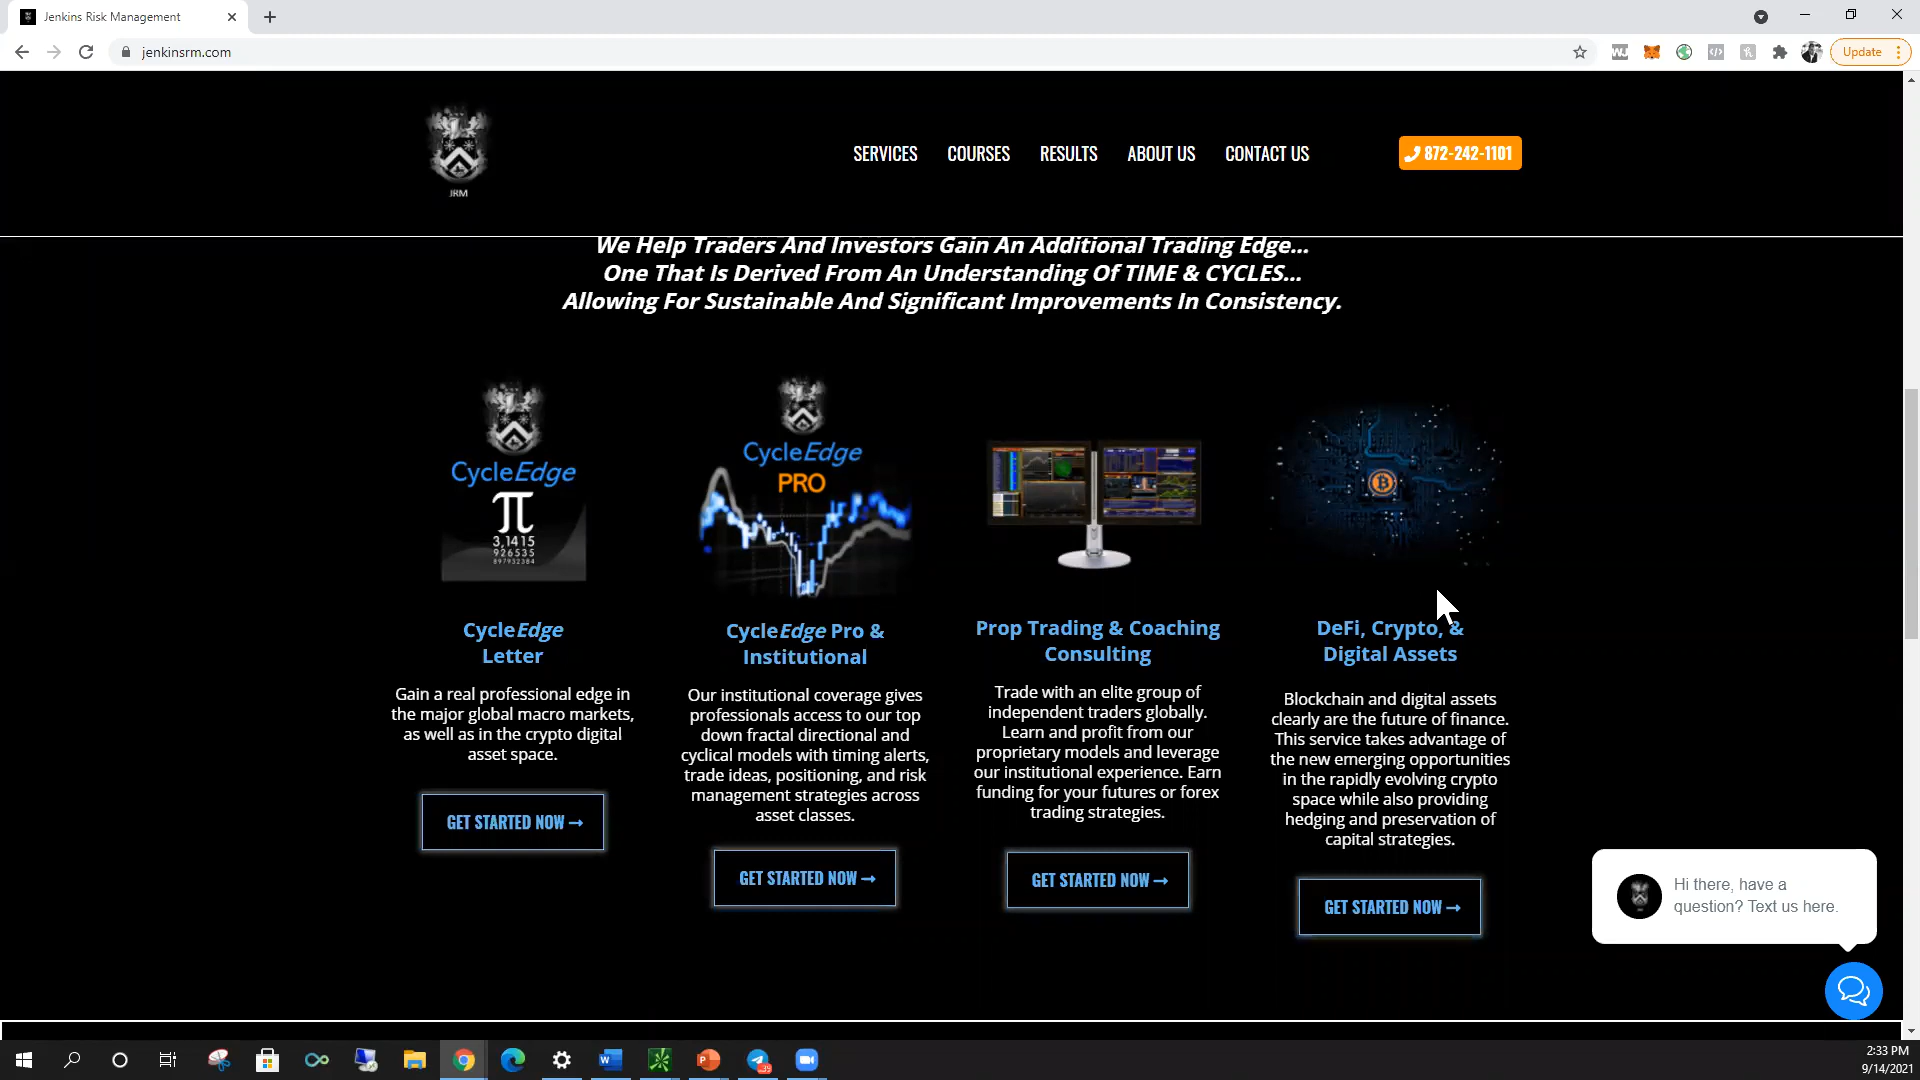 Jenkins Risk Management
jenkinsrm.com
Update
JRM
SERVICES
COURSES
RESULTS
ABOUT US
CONTACT US
872-242-1101
We Help Traders And Investors Gain An Additional Trading Edge...
One That Is Derived From An Understanding Of TIME & CYCLES...
Allowing For Sustainable And Significant Improvements In Consistency.
CycleEdge
π
3,1415
926535
897932384
CycleEdge
Letter
Gain a real professional edge in
the major global macro markets,
as well as in the crypto digital
asset space.
GET STARTED NOW→
CycleEdge
PRO
CycleEdge Pro &
Institutional
Our institutional coverage gives
professionals access to our top
down fractal directional and
cyclical models with timing alerts,
trade ideas, positioning, and risk
management strategies across
asset classes.
GET STARTED NOW→
Prop Trading & Coaching
Consulting
Trade with an elite group of
independent traders globally.
Learn and profit from our
proprietary models and leverage
our institutional experience. Earn
funding for your futures or forex
trading strategies.
GET STARTED NOW→
DeFi, Crypto, &
Digital Assets
Blockchain and digital assets
clearly are the future of finance.
This service takes advantage of
the new emerging opportunities
in the rapidly evolving crypto
space while also providing
hedging and preservation of
capital strategies.
GET STARTED NOW→
Hi there, have a
question? Text us here.
2:33 PM
9/14/2021